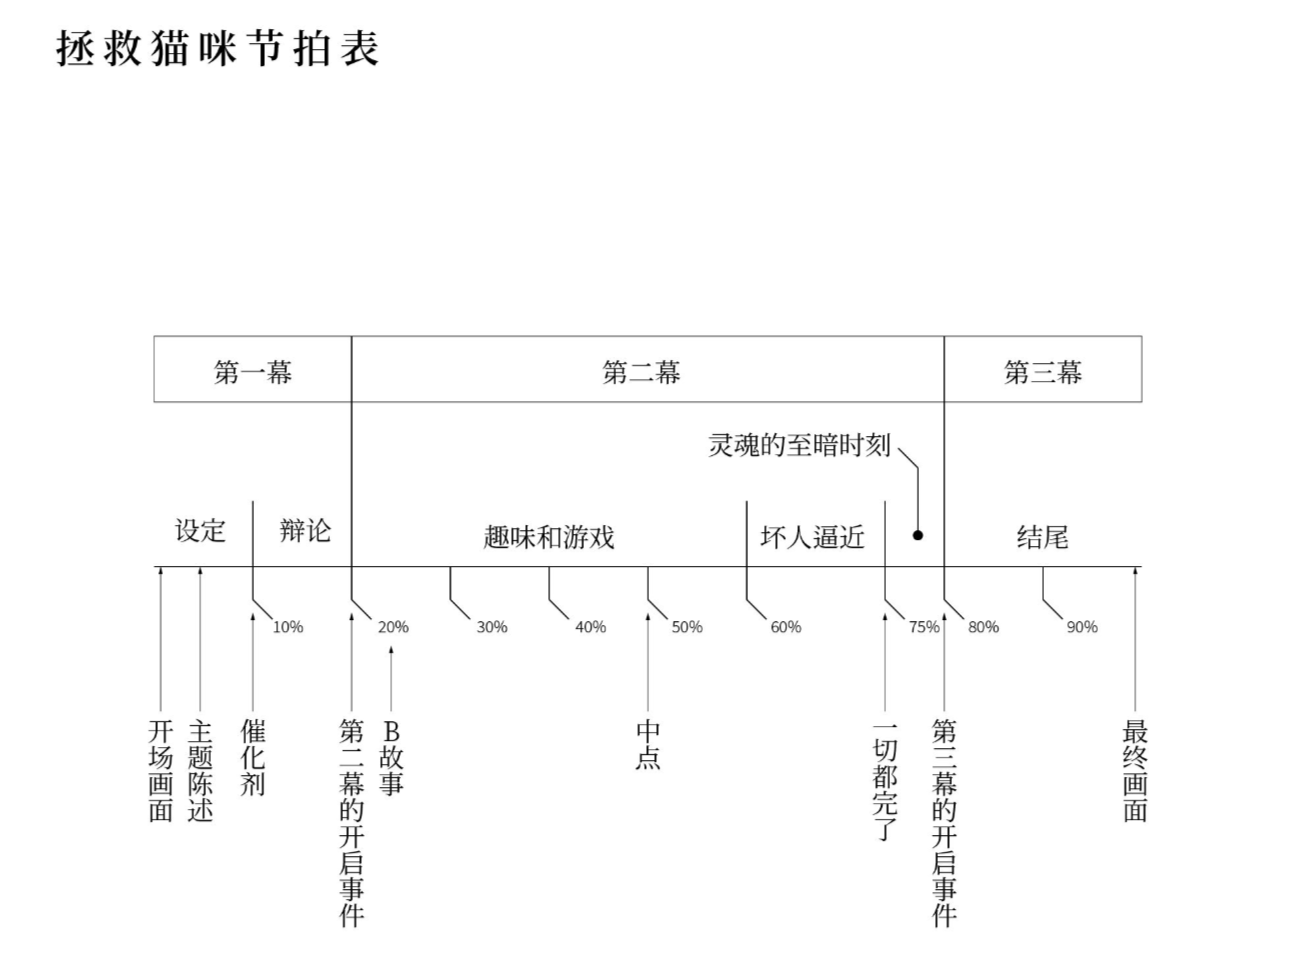 拯救猫咪节拍表
第一幕
第二幕
第三幕
灵魂的至暗时刻
设定
辩论
趣味和游戏
坏人逼近
结尾
10%
20%
30%
40%
50%
60%
75%
80%
90%
开场画面
主题陈述
催化剂
第二幕的开启事件
B故事
中点
一切都完了
第三幕的开启事件
最终画面